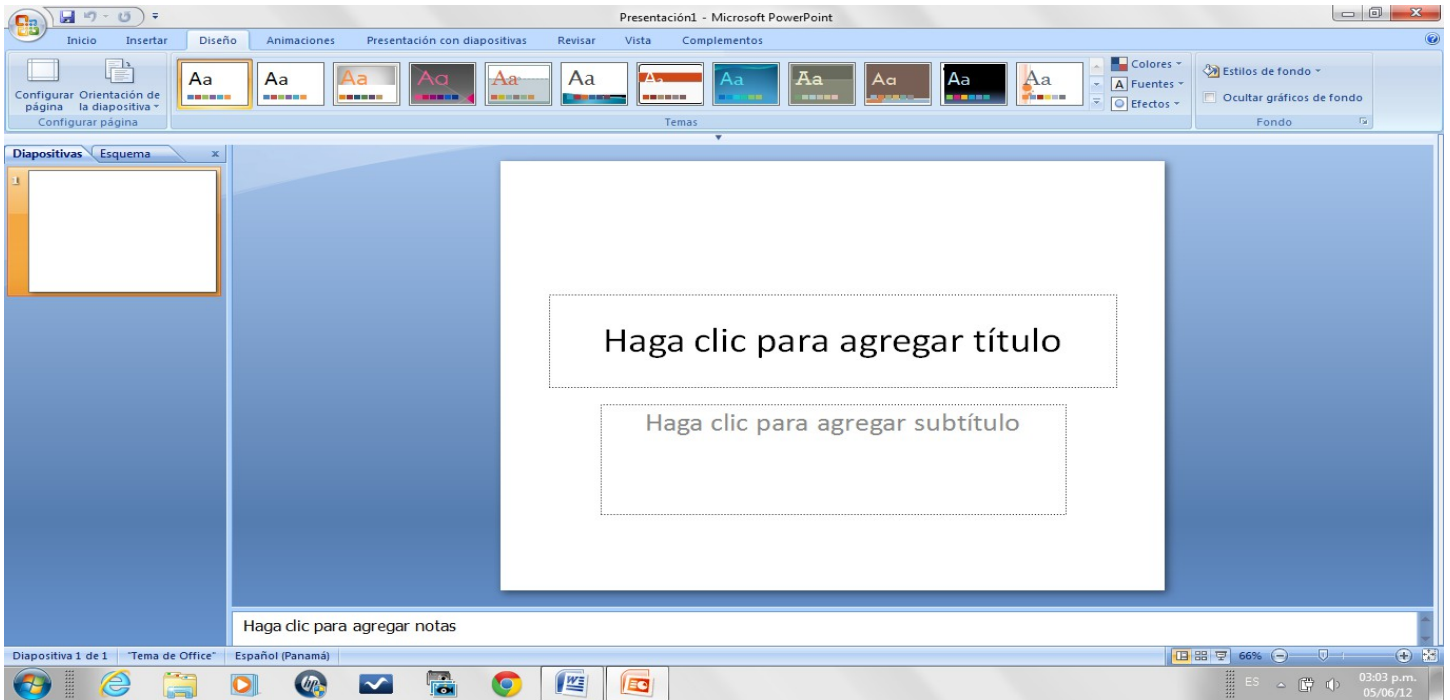 Presentación1 - Microsoft PowerPoint
Inicio Insertar Diseño Animaciones Presentación con diapositivas Revisar Vista Complementos
Configurar página
Orientación de la diapositiva
Configurar página
Aa Aa Aa Aa Aa Aa Aa Aa Aa Aa Aa Aa
Temas
Colores
Fuentes
Efectos
Estilos de fondo
Ocultar gráficos de fondo
Fondo
Diapositivas Esquema x
1
Haga clic para agregar título
Haga clic para agregar subtítulo
Haga clic para agregar notas
Diapositiva 1 de 1 "Tema de Office" Español (Panamá) 66%
ES 03:03 p.m.
05/06/12